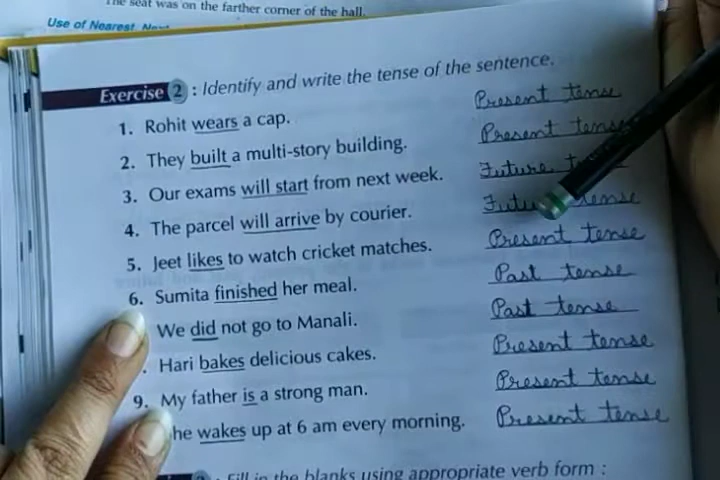 The seat was on the farther corner of the hall.
Use of Nearest, Next
Exercise 2 : Identify and write the tense of the sentence.
1. Rohit wears a cap. Present tense
2. They built a multi-story building. Present tense
3. Our exams will start from next week. Future
4. The parcel will arrive by courier. tense
5. Jeet likes to watch cricket matches. Present tense
6. Sumita finished her meal. Past tense
We did not go to Manali. Past tense
. Hari bakes delicious cakes. Present tense
9. My father is a strong man. Present tense
he wakes up at 6 am every morning. Present tense
: Fill in the blanks using appropriate verb form :